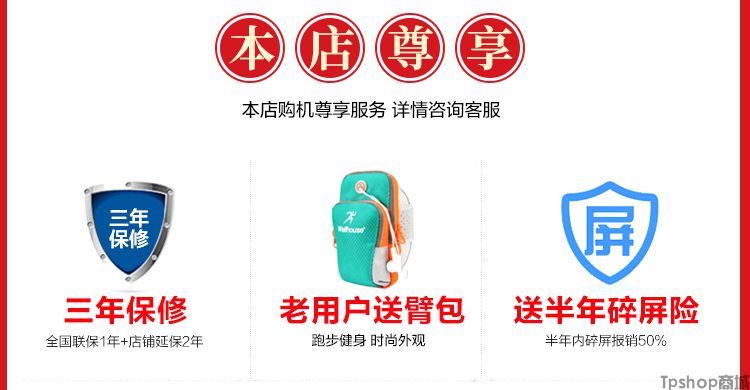 本店尊享
本店购机尊享服务 详情咨询客服
三年
保修
Wellhouse
屏
三年保修
老用户送臂包
送半年碎屏险
全国联保1年+店铺延保2年
跑步健身 时尚外观
半年内碎屏报销50%
Tpshop商城